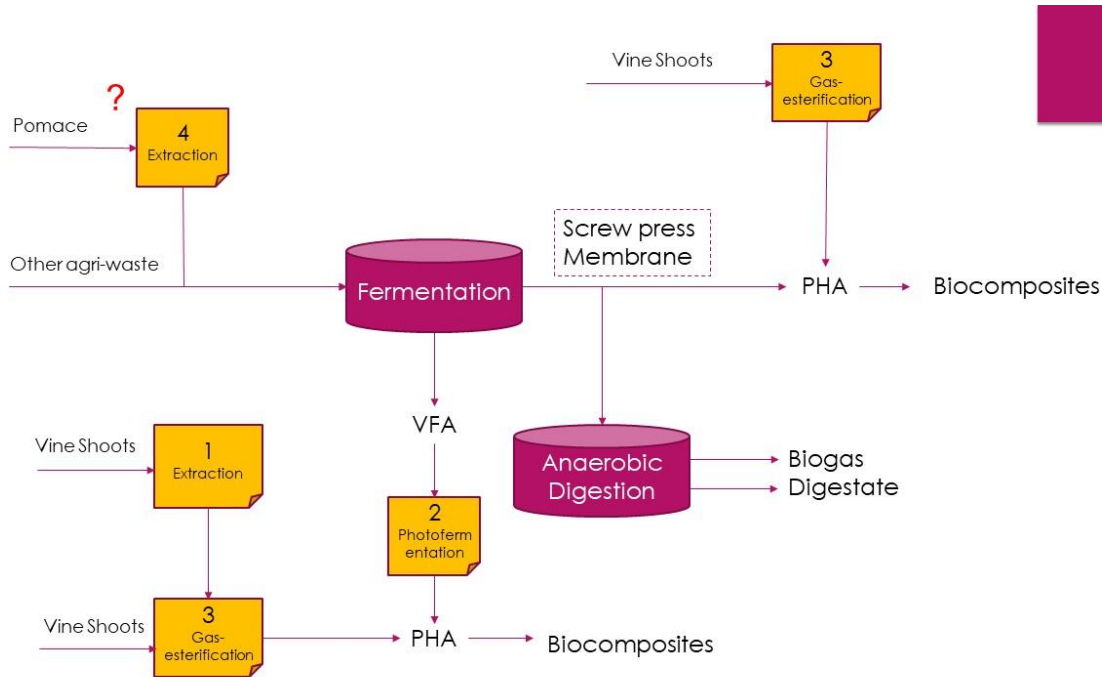 Vine Shoots
3
Gas-
esterification
?
Pomace
4
Extraction
Other agri-waste
Fermentation
Screw press
Membrane
PHA
Biocomposites
VFA
Vine Shoots
1
Extraction
Anaerobic
Digestion
Biogas
Digestate
2
Photoferm
entation
Vine Shoots
3
Gas-
esterification
PHA
Biocomposites